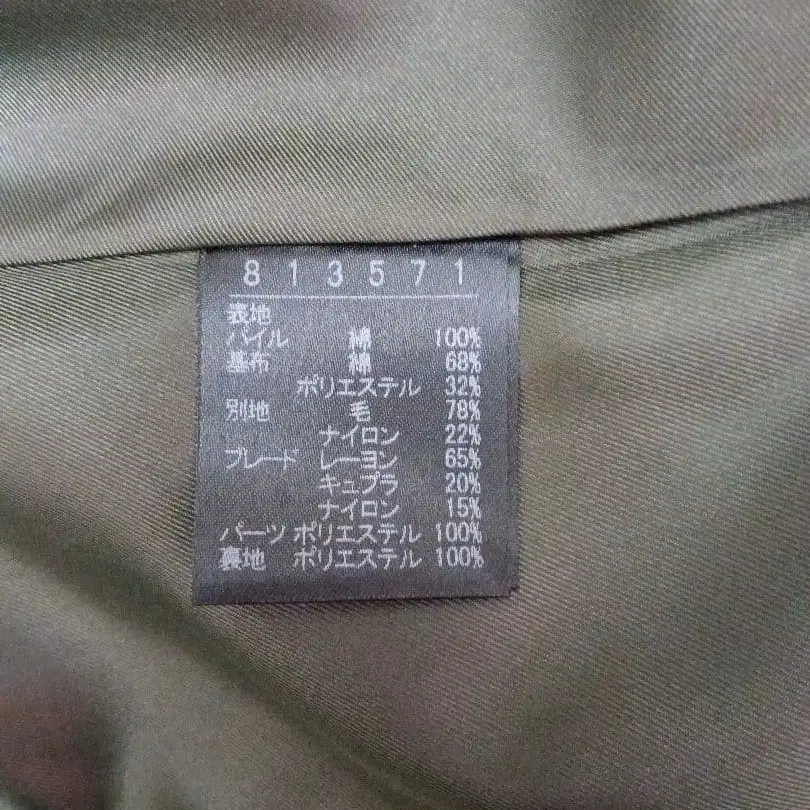 813571
表地
パイル 綿 100%
基布 綿 68%
ポリエステル 32%
別地 毛 78%
ナイロン 22%
ブレード レーヨン 65%
キュプラ 20%
ナイロン 15%
パーツ ポリエステル 100%
裏地 ポリエステル 100%